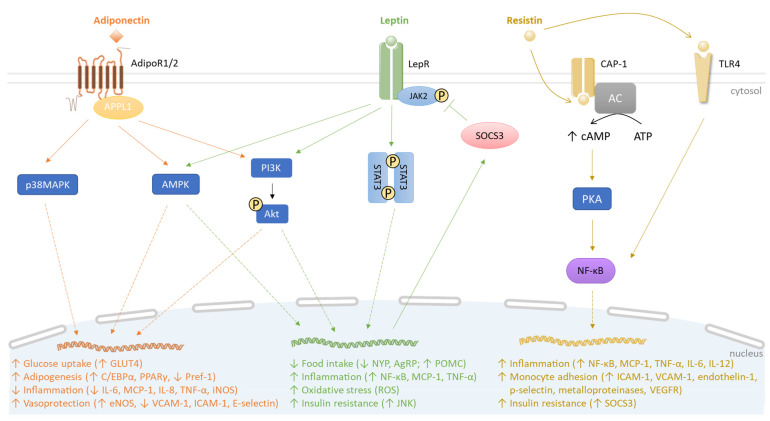 Adiponectin
Leptin
Resistin
AdipoR1/2
LepR
CAP-1
TLR4
cytosol
APPL1
JAK2
P
AC
SOCS3
↑ cAMP
ATP
p38MAPK
AMPK
PI3K
P
STAT3
STAT3
P
PKA
P
Akt
NF-κB
nucleus
↑ Glucose uptake (↑ GLUT4)
↑ Adipogenesis (↑ C/EBPα, PPARγ, ↓ Pref-1)
↓ Inflammation (↓ IL-6, MCP-1, IL-8, TNF-α, iNOS)
↑ Vasoprotection (↑ eNOS, ↓ VCAM-1, ICAM-1, E-selectin)
↓ Food intake (↓ NYP, AgRP; ↑ POMC)
↑ Inflammation (↑ NF-κB, MCP-1, TNF-α)
↑ Oxidative stress (ROS)
↑ Insulin resistance (↑ JNK)
↑ Inflammation (↑ NF-κB, MCP-1, TNF-α, IL-6, IL-12)
↑ Monocyte adhesion (↑ ICAM-1, VCAM-1, endothelin-1,
p-selectin, metalloproteinases, VEGFR)
↑ Insulin resistance (↑ SOCS3)